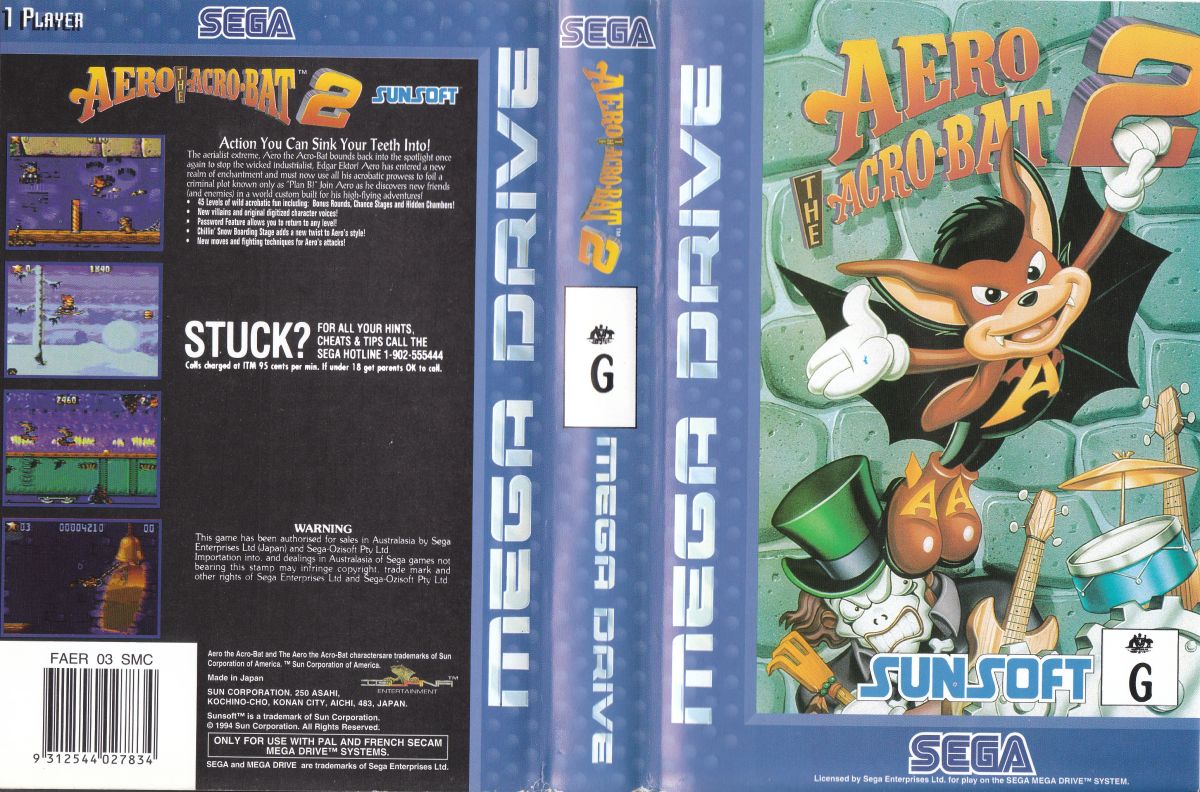 1 PLAYER
SEGA
AERO THE ACRO-BAT™ 2
SUNSOFT
Action You Can Sink Your Teeth Into!
The aerialist extreme, Aero the Acro-Bat bounds back into the spotlight once
again to stop the wicked industrialist, Edgar Ektor! Aero has entered a new
realm of enchantment and must now use all his acrobatic prowess to foil a
criminal plot known only as "Plan B!" Join Aero as he discovers new friends
(and enemies) in a world custom built for his high-flying adventures!
• 45 Levels of wild acrobatic fun including: Bonus Rounds, Chance Stages and Hidden Chambers!
• New villains and original digitized character voices!
• Password Feature allows you to return to any level!
• Chillin' Snow Boarding Stage adds a new twist to Aero's style!
• New moves and fighting techniques for Aero's attacks!
0 1890
2460 2
03 00004210 00
STUCK?
FOR ALL YOUR HINTS,
CHEATS & TIPS CALL THE
SEGA HOTLINE 1-902-555444
Calls charged at ITM 95 cents per min. If under 18 get parents OK to call.
WARNING
This game has been authorised for sales in Australasia by Sega
Enterprises Ltd (Japan) and Sega-Ozisoft Pty Ltd
Importation into, and dealings in Australasia of Sega games not
bearing this stamp may infringe copyright, trade mark and
other rights of Sega Enterprises Ltd and Sega-Ozisoft Pty Ltd
FAER 03 SMC
9 312544 027834
Aero the Acro-Bat and The Aero the Acro-Bat charactersare trademarks of Sun
Corporation of America. ™ Sun Corporation of America.
Made in Japan
SUN CORPORATION. 250 ASAHI,
KOCHINO-CHO, KONAN CITY, AICHI, 483, JAPAN.
IGUANA™
ENTERTAINMENT
Sunsoft™ is a trademark of Sun Corporation.
© 1994 Sun Corporation. All Rights Reserved.
ONLY FOR USE WITH PAL AND FRENCH SECAM
MEGA DRIVE™ SYSTEMS.
SEGA and MEGA DRIVE are trademarks of Sega Enterprises Ltd.
MEGA DRIVE
SEGA
AERO THE ACRO-BAT™ 2
G
MEGA DRIVE
MEGA DRIVE
AERO
THE
ACRO-BAT
2
A
A A
SUNSOFT
G
SEGA
Licensed by Sega Enterprises Ltd. for play on the SEGA MEGA DRIVE™ SYSTEM.